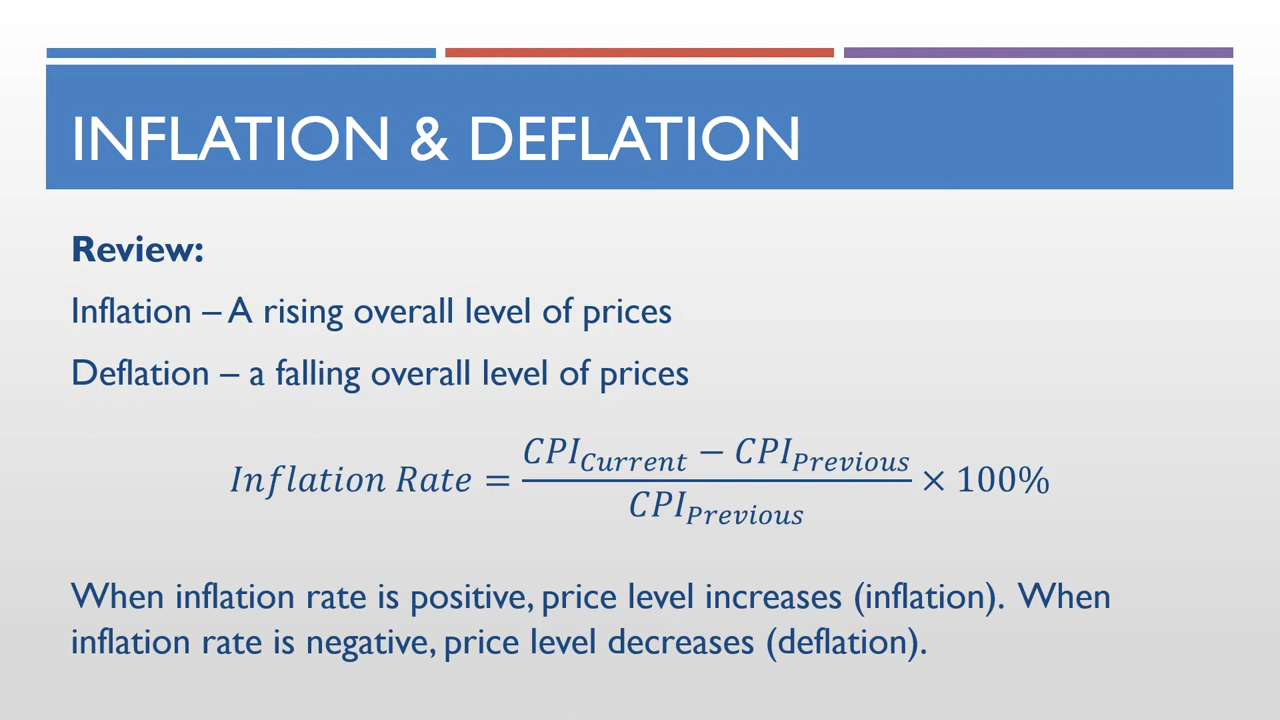 INFLATION & DEFLATION
Review:
Inflation – A rising overall level of prices
Deflation – a falling overall level of prices
Inflation Rate = (CPI_Current − CPI_Previous) / CPI_Previous × 100%
When inflation rate is positive, price level increases (inflation). When
inflation rate is negative, price level decreases (deflation).